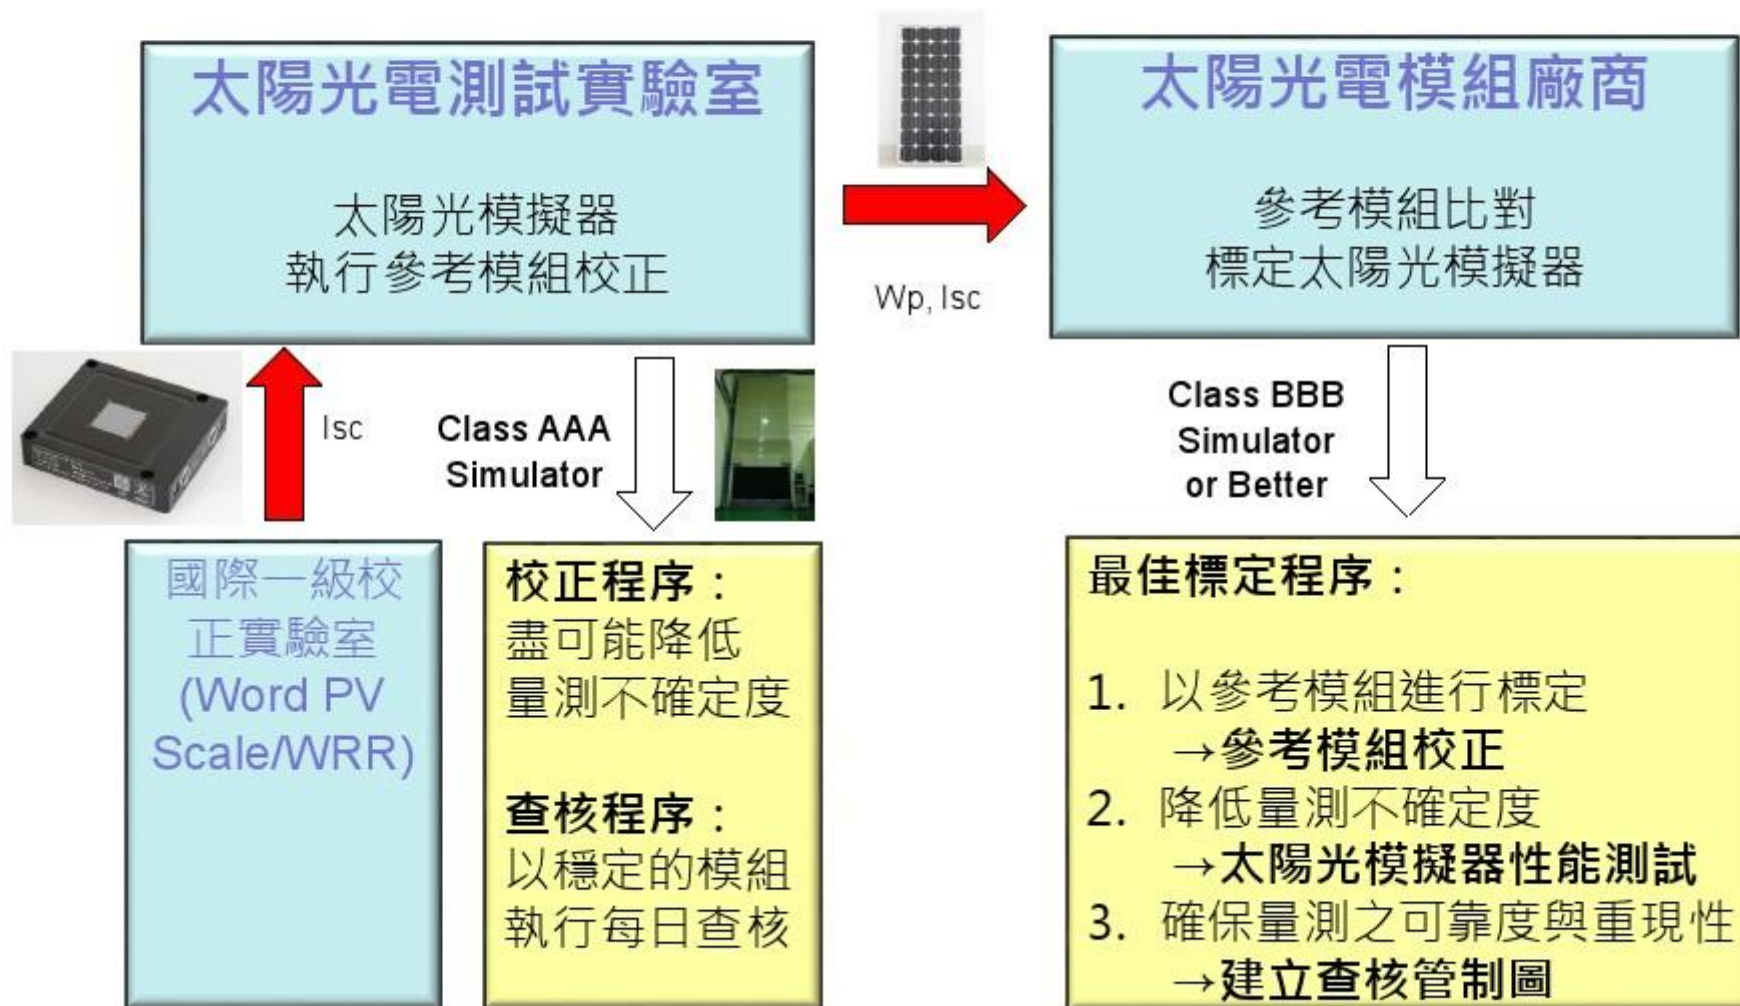 太陽光電測試實驗室
太陽光模擬器
執行參考模組校正
Wp, Isc
太陽光電模組廠商
參考模組比對
標定太陽光模擬器
Isc
Class AAA
Simulator
Class BBB
Simulator
or Better
國際一級校
正實驗室
(Word PV
Scale/WRR)
校正程序：
盡可能降低
量測不確定度
查核程序：
以穩定的模組
執行每日查核
最佳標定程序：
1. 以參考模組進行標定
→參考模組校正
2. 降低量測不確定度
→太陽光模擬器性能測試
3. 確保量測之可靠度與重現性
→建立查核管制圖